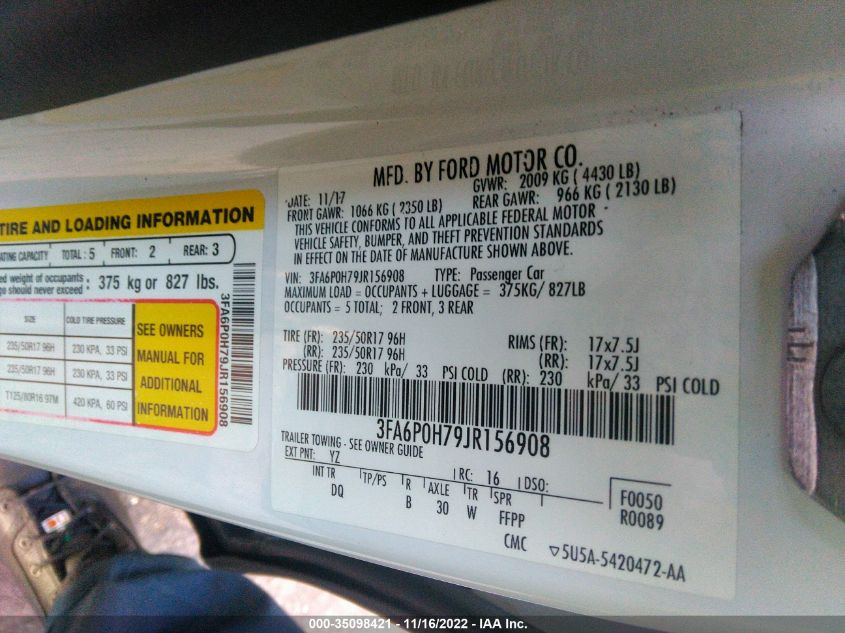 TIRE AND LOADING INFORMATION
ATING CAPACITY TOTAL: 5 FRONT: 2 REAR: 3
ed weight of occupants
go should never exceed : 375 kg or 827 lbs.
SIZE COLD TIRE PRESSURE
235/50R17 96H 230 KPA, 33 PSI
235/50R17 96H 230 KPA, 33 PSI
T125/80R16 97M 420 KPA, 60 PSI
SEE OWNERS
MANUAL FOR
ADDITIONAL
INFORMATION
3FA6P0H79JR156908
MFD. BY FORD MOTOR CO.
DATE: 11/17 GVWR: 2009 KG (4430 LB)
FRONT GAWR: 1066 KG (2350 LB) REAR GAWR: 966 KG (2130 LB)
THIS VEHICLE CONFORMS TO ALL APPLICABLE FEDERAL MOTOR
VEHICLE SAFETY, BUMPER, AND THEFT PREVENTION STANDARDS
IN EFFECT ON THE DATE OF MANUFACTURE SHOWN ABOVE.
VIN: 3FA6P0H79JR156908 TYPE: Passenger Car
MAXIMUM LOAD = OCCUPANTS + LUGGAGE = 375KG/ 827LB
OCCUPANTS = 5 TOTAL; 2 FRONT, 3 REAR
TIRE (FR): 235/50R17 96H RIMS (FR): 17x7.5J
(RR): 235/50R17 96H (RR): 17x7.5J
PRESSURE (FR): 230 kPa/ 33 PSI COLD (RR): 230 kPa/ 33 PSI COLD
3FA6P0H79JR156908
TRAILER TOWING - SEE OWNER GUIDE
EXT PNT: YZ RC: 16 DSO:
INT TR TP/PS R AXLE TR SPR
DQ B 30 W FFPP
F0050
R0089
CMC ▽5U5A-5420472-AA
000-35098421 - 11/16/2022 - IAA Inc.